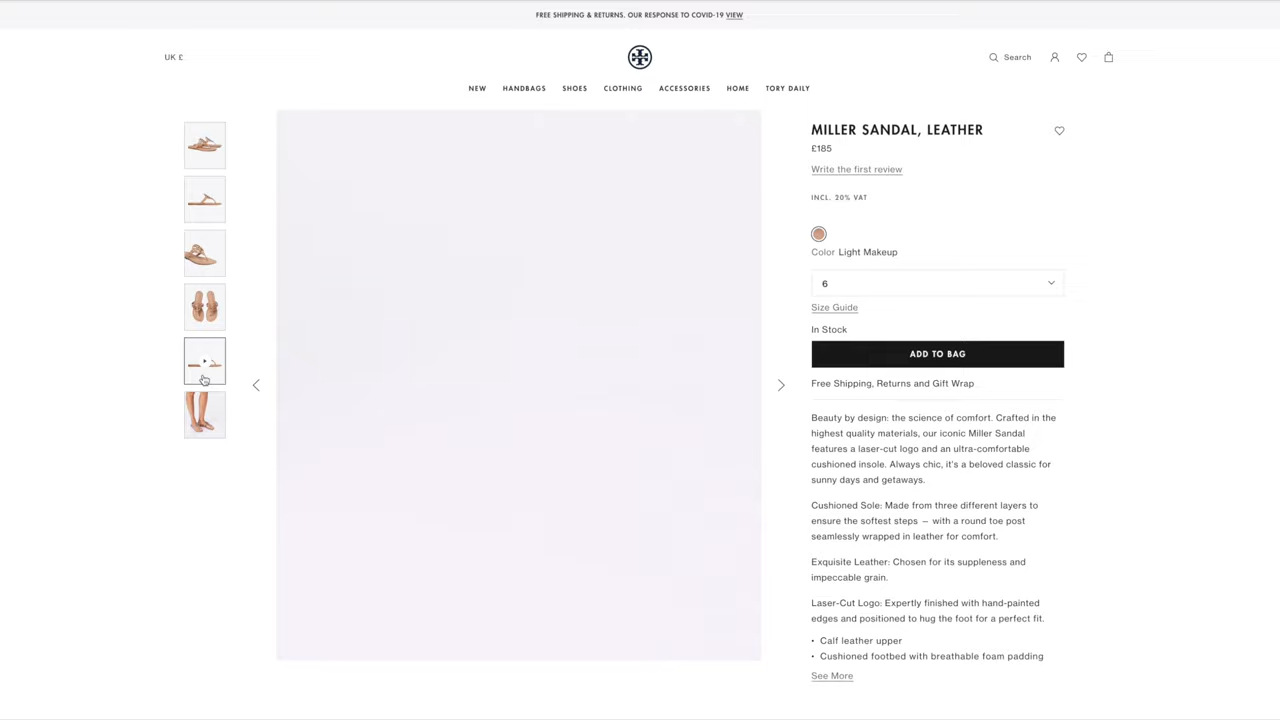 FREE SHIPPING & RETURNS. OUR RESPONSE TO COVID-19 VIEW
UK £
Search
NEW HANDBAGS SHOES CLOTHING ACCESSORIES HOME TORY DAILY
MILLER SANDAL, LEATHER
£185
Write the first review
INCL. 20% VAT
Color Light Makeup
6
Size Guide
In Stock
ADD TO BAG
Free Shipping, Returns and Gift Wrap
Beauty by design: the science of comfort. Crafted in the
highest quality materials, our iconic Miller Sandal
features a laser-cut logo and an ultra-comfortable
cushioned insole. Always chic, it's a beloved classic for
sunny days and getaways.
Cushioned Sole: Made from three different layers to
ensure the softest steps — with a round toe post
seamlessly wrapped in leather for comfort.
Exquisite Leather: Chosen for its suppleness and
impeccable grain.
Laser-Cut Logo: Expertly finished with hand-painted
edges and positioned to hug the foot for a perfect fit.
• Calf leather upper
• Cushioned footbed with breathable foam padding
See More